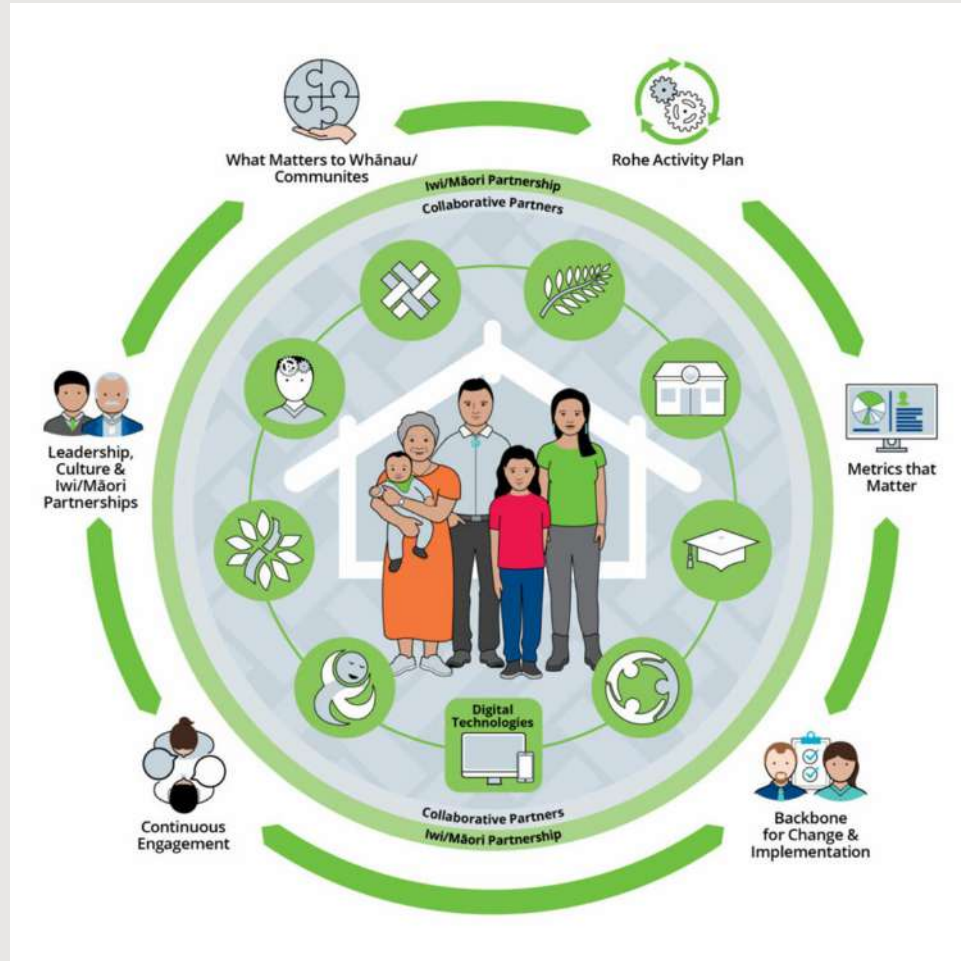 What Matters to Whānau/
Communites
Rohe Activity Plan
Iwi/Māori Partnership
Collaborative Partners
Leadership,
Culture &
Iwi/Māori
Partnerships
Metrics that
Matter
Digital
Technologies
Continuous
Engagement
Backbone
for Change &
Implementation
Collaborative Partners
Iwi/Māori Partnership